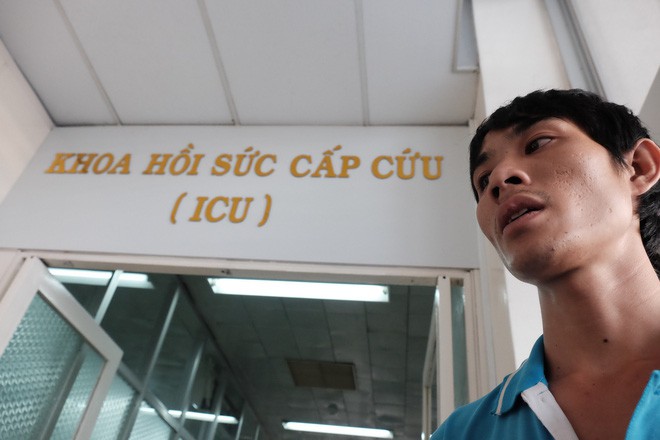 KHOA HỒI SỨC CẤP CỨU
( ICU )